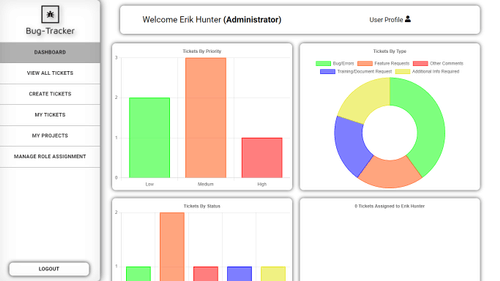 Bug-Tracker
DASHBOARD
VIEW ALL TICKETS
CREATE TICKETS
MY TICKETS
MY PROJECTS
MANAGE ROLE ASSIGNMENT
LOGOUT
Welcome Erik Hunter (Administrator)
User Profile
Tickets By Priority
3
2
1
0
Low Medium High
Tickets By Type
Bug/Errors Feature Requests Other Comments
Training/Document Request Additional Info Required
Tickets By Status
2
1
0 Tickets Assigned to Erik Hunter